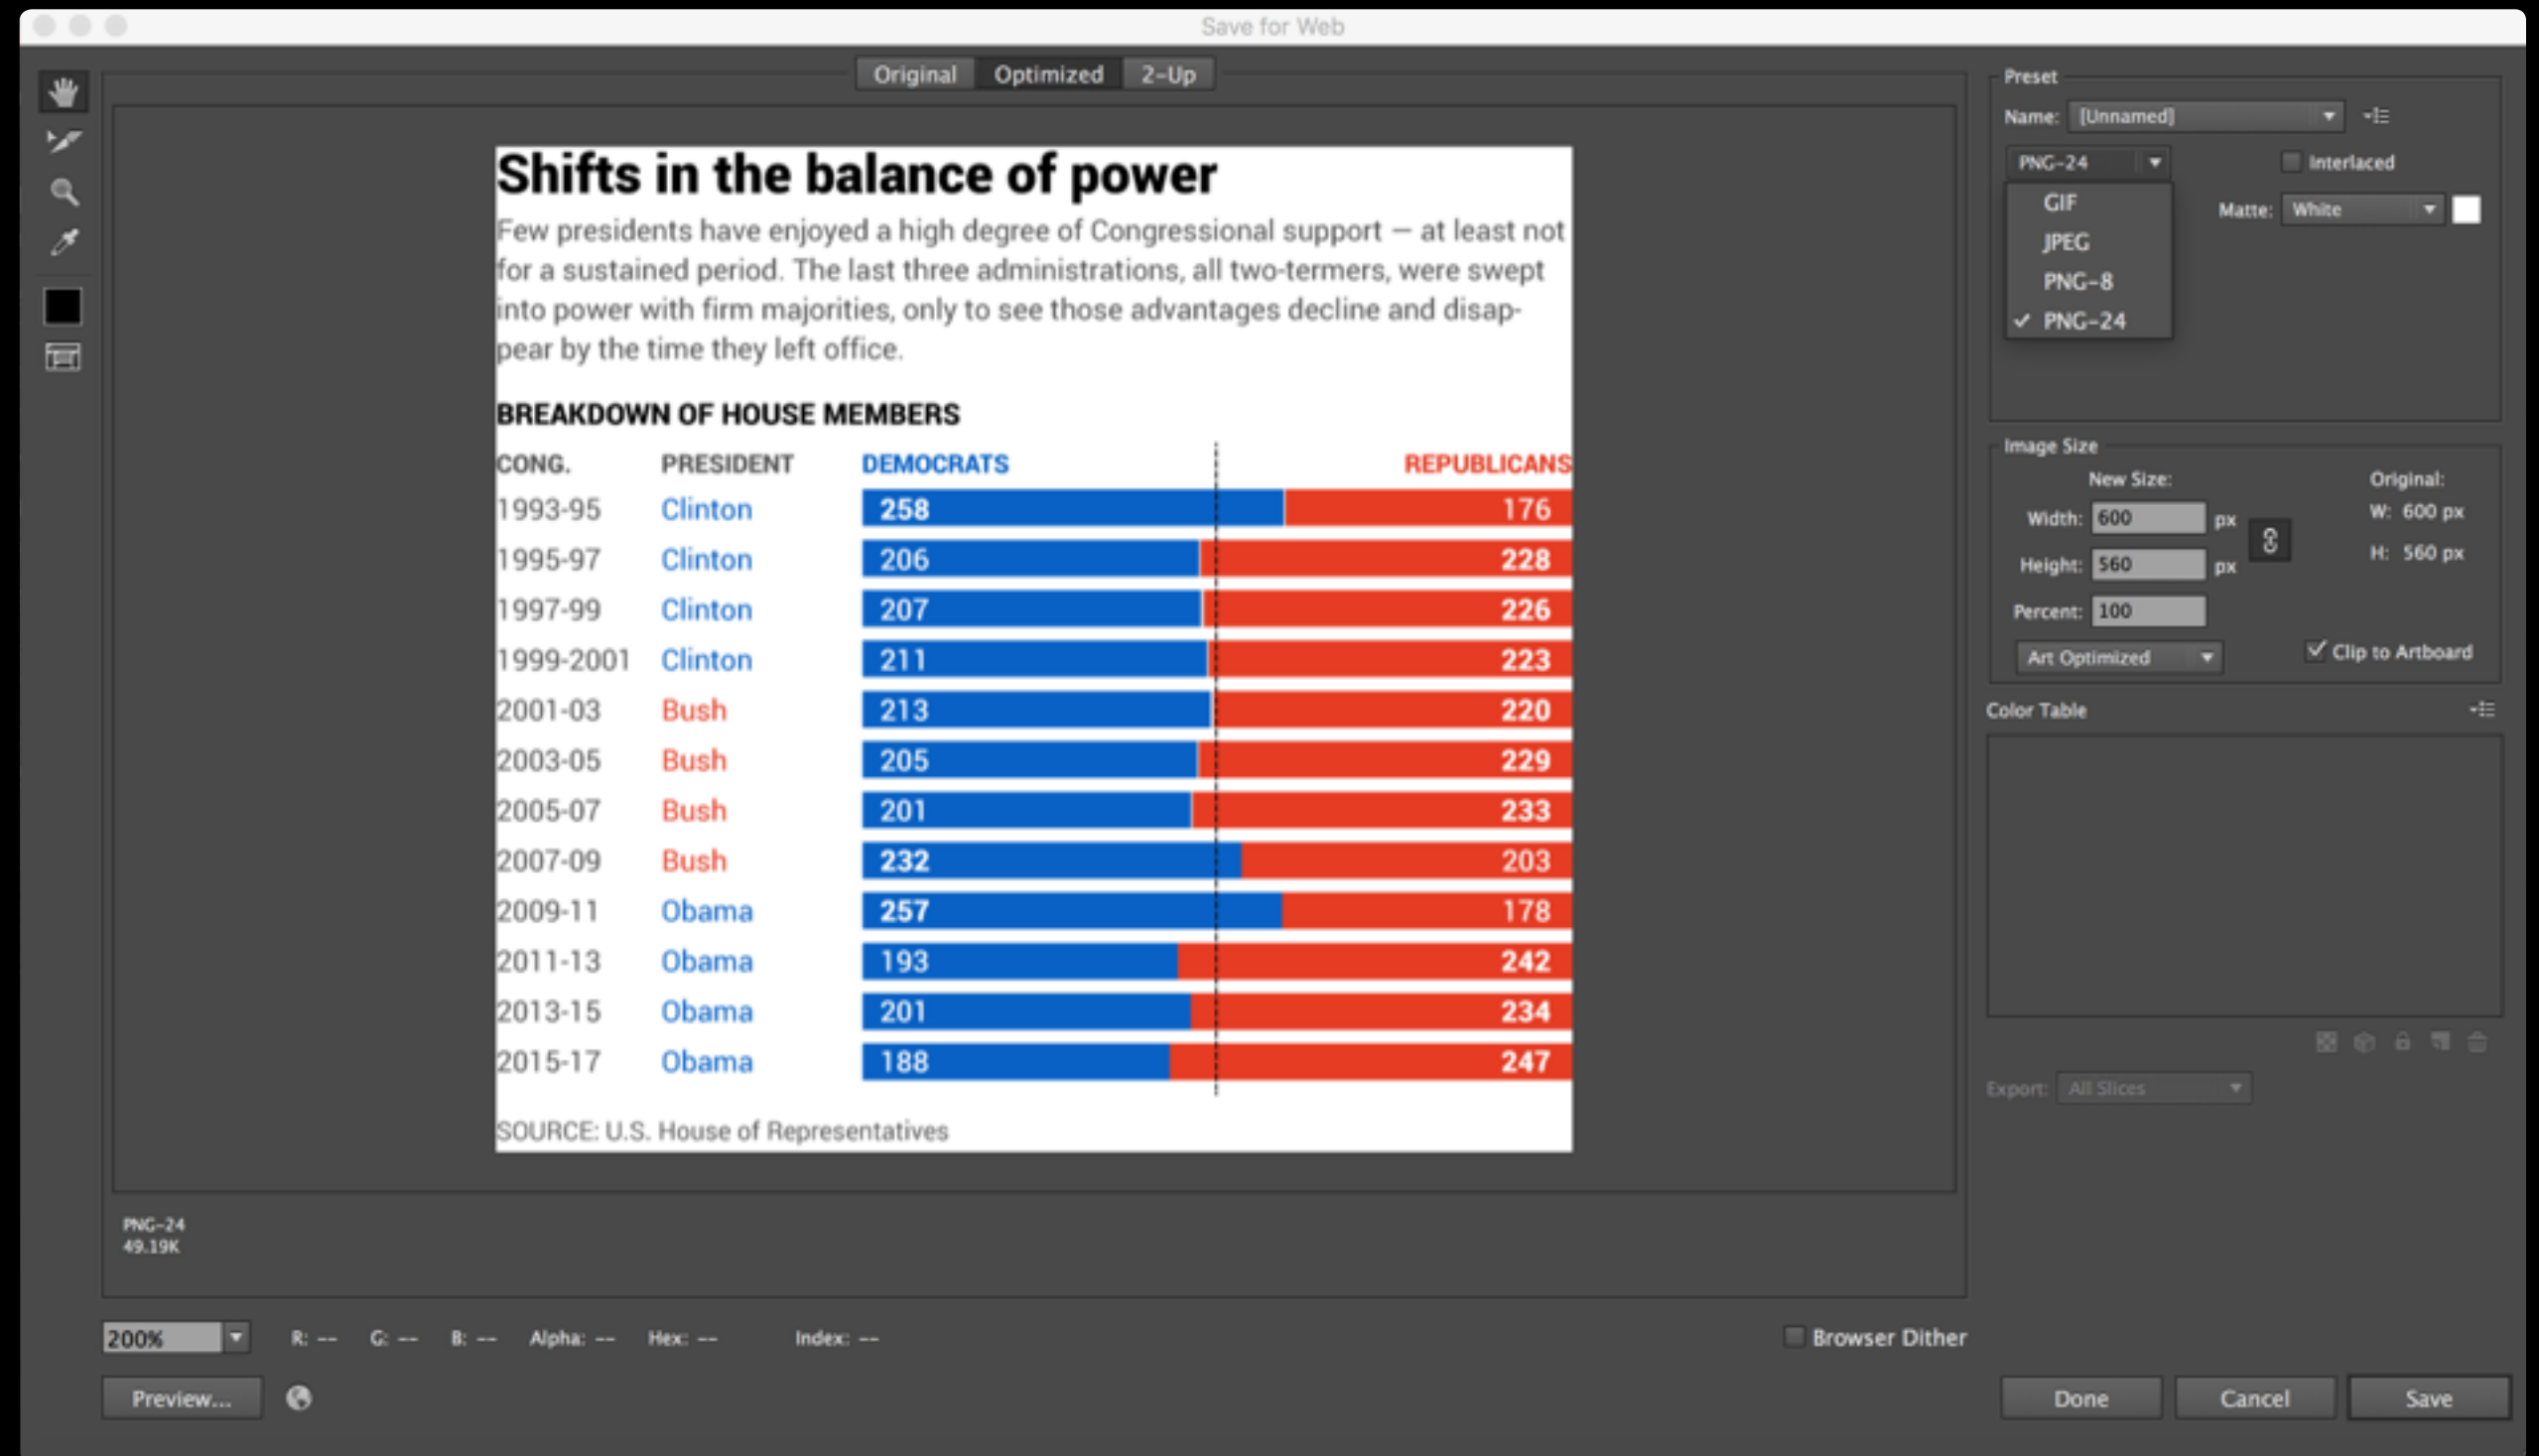 Save for Web
Original Optimized 2-Up
Shifts in the balance of power
Few presidents have enjoyed a high degree of Congressional support — at least not
for a sustained period. The last three administrations, all two-termers, were swept
into power with firm majorities, only to see those advantages decline and disap-
pear by the time they left office.
BREAKDOWN OF HOUSE MEMBERS
CONG. PRESIDENT DEMOCRATS REPUBLICANS
1993-95 Clinton 258 176
1995-97 Clinton 206 228
1997-99 Clinton 207 226
1999-2001 Clinton 211 223
2001-03 Bush 213 220
2003-05 Bush 205 229
2005-07 Bush 201 233
2007-09 Bush 232 203
2009-11 Obama 257 178
2011-13 Obama 193 242
2013-15 Obama 201 234
2015-17 Obama 188 247
SOURCE: U.S. House of Representatives
PNG-24
49.19K
200% R: -- G: -- B: -- Alpha: -- Hex: -- Index: -- Browser Dither
Preview...
Preset
Name: [Unnamed]
PNG-24 Interlaced
GIF
Matte: White
JPEG
PNG-8
PNG-24
Image Size
New Size: Original:
Width: 600 px W: 600 px
Height: 560 px H: 560 px
Percent: 100
Art Optimized Clip to Artboard
Color Table
Export: All Slices
Done Cancel Save